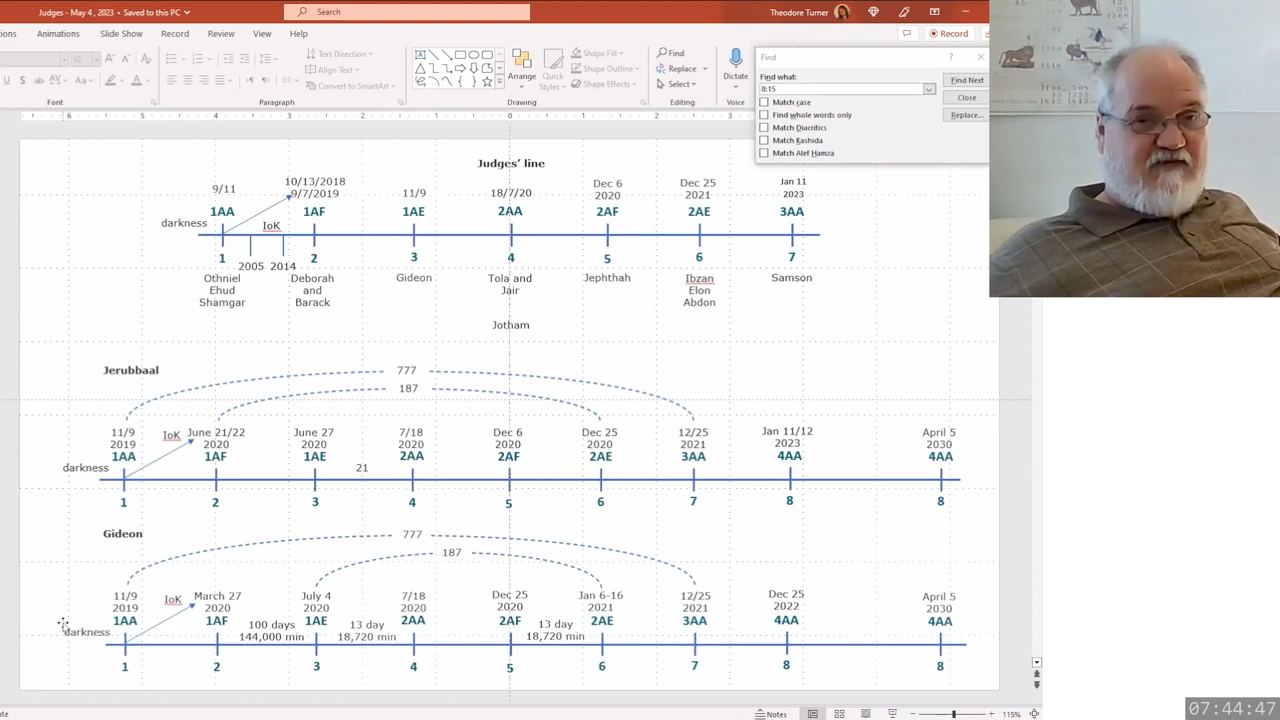 Judges - May 4, 2023 • Saved to this PC
Search
Theodore Turner
Animations Slide Show Record Review View Help
Record
10
Text Direction
Align Text
Convert to SmartArt
Arrange
Quick
Styles
Shape Fill
Shape Outline
Shape Effects
Find
Replace
Select
Dictate
Font Paragraph Drawing Editing Voice
Find
Find what:
8:15
Find Next
Close
Replace...
Match case
Find whole words only
Match Diacritics
Match Kashida
Match Alef Hamza
6 5 4 3 2 1 0 1 2 3
Judges' line
9/11 10/13/2018 9/7/2019 11/9 18/7/20 Dec 6 2020 Dec 25 2021 Jan 11 2023
1AA 1AF 1AE 2AA 2AF 2AE 3AA
darkness IoK
1 2 3 4 5 6 7
2005 2014
Othniel Ehud Shamgar
Deborah and Barack
Gideon
Tola and Jair
Jephthah
Ibzan Elon Abdon
Samson
Jotham
Jerubbaal
777
187
11/9 2019 IoK June 21/22 2020 June 27 2020 7/18 2020 Dec 6 2020 Dec 25 2020 12/25 2021 Jan 11/12 2023 April 5 2030
1AA 1AF 1AE 2AA 2AF 2AE 3AA 4AA 4AA
darkness 21
1 2 3 4 5 6 7 8 8
Gideon
777
187
11/9 2019 IoK March 27 2020 July 4 2020 7/18 2020 Dec 25 2020 Jan 6-16 2021 12/25 2021 Dec 25 2022 April 5 2030
1AA 1AF 1AE 2AA 2AF 2AE 3AA 4AA 4AA
darkness
100 days 144,000 min
13 day 18,720 min
13 day 18,720 min
1 2 3 4 5 6 7 8 8
Notes
115%
07:44:47